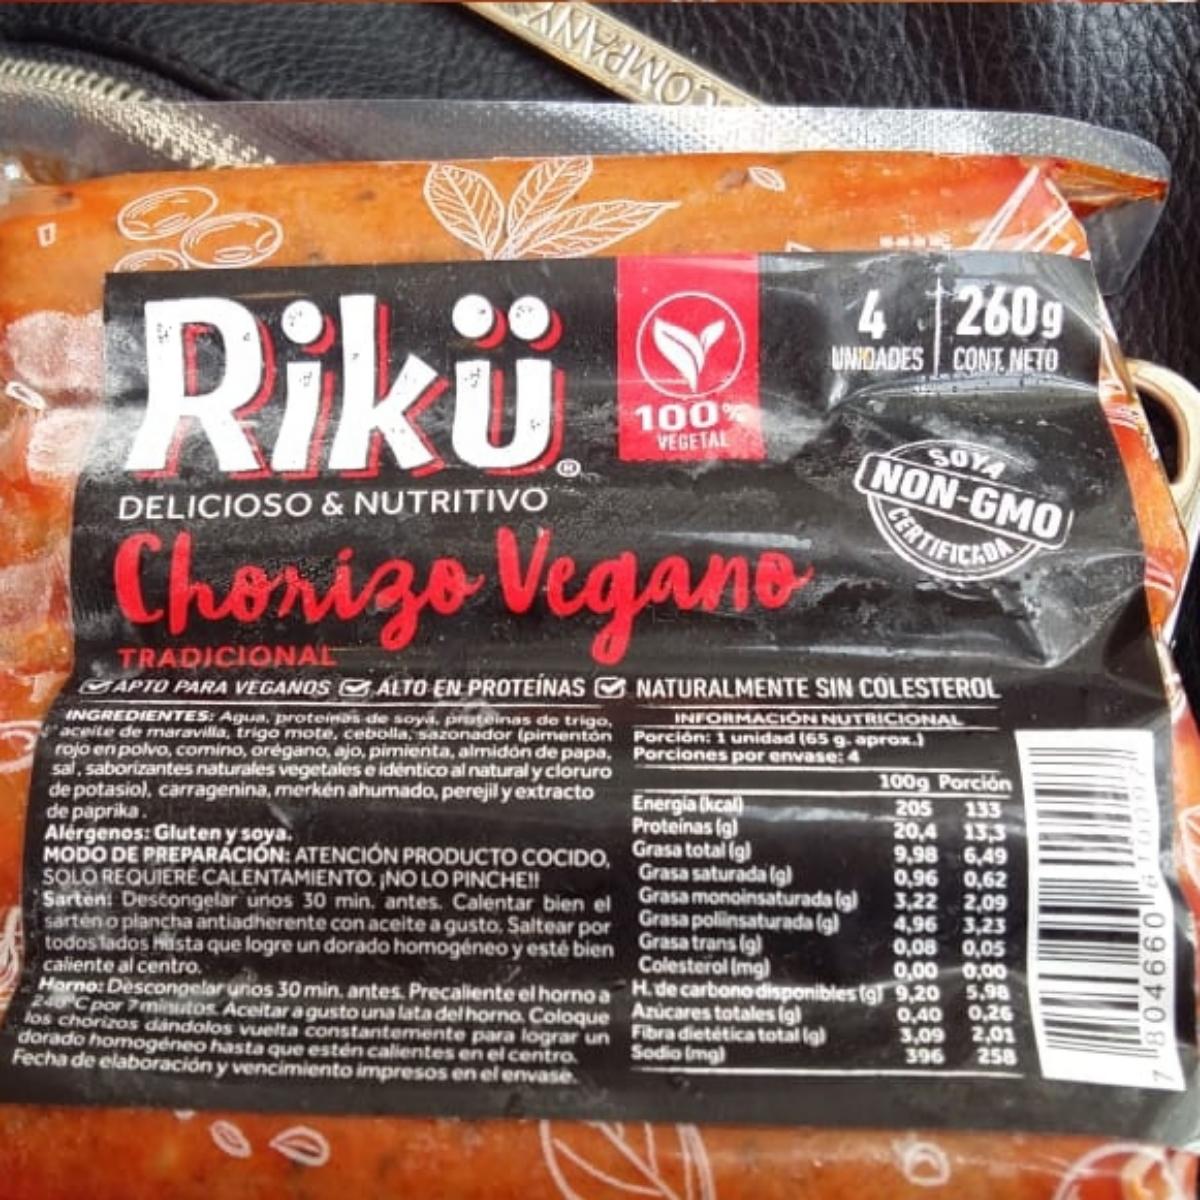 COMPANY
Rikü®
DELICIOSO & NUTRITIVO
100%
VEGETAL
4
UNIDADES
260g
CONT. NETO
SOYA
NON-GMO
CERTIFICADA
Chorizo Vegano
TRADICIONAL
APTO PARA VEGANOS ALTO EN PROTEÍNAS NATURALMENTE SIN COLESTEROL
INGREDIENTES: Agua, proteínas de soya, proteínas de trigo,
aceite de maravilla, trigo mote, cebolla, sazonador (pimentón
rojo en polvo, comino, orégano, ajo, pimienta, almidón de papa,
sal, saborizantes naturales vegetales e idéntico al natural y cloruro
de potasio), carragenina, merkén ahumado, perejil y extracto
de paprika.
Alérgenos: Gluten y soya.
MODO DE PREPARACIÓN: ATENCIÓN PRODUCTO COCIDO,
SOLO REQUIERE CALENTAMIENTO. ¡NO LO PINCHE!!
Sartén: Descongelar unos 30 min. antes. Calentar bien el
sartén o plancha antiadherente con aceite a gusto. Saltear por
todos lados hasta que logre un dorado homogéneo y esté bien
caliente al centro.
Horno: Descongelar unos 30 min. antes. Precaliente el horno a
240°C por 7 minutos. Aceitar a gusto una lata del horno. Coloque
los chorizos dándolos vuelta constantemente para lograr un
dorado homogéneo hasta que estén calientes en el centro.
Fecha de elaboración y vencimiento impresos en el envase.
INFORMACIÓN NUTRICIONAL
Porción: 1 unidad (65 g. aprox.)
Porciones por envase: 4
100g Porción
Energía (kcal) 205 133
Proteínas (g) 20,4 13,3
Grasa total (g) 9,98 6,49
Grasa saturada (g) 0,96 0,62
Grasa monoinsaturada (g) 3,22 2,09
Grasa poliinsaturada (g) 4,96 3,23
Grasa trans (g) 0,08 0,05
Colesterol (mg) 0,00 0,00
H. de carbono disponibles (g) 9,20 5,98
Azúcares totales (g) 0,40 0,26
Fibra dietética total (g) 3,09 2,01
Sodio (mg) 396 258
7 804660